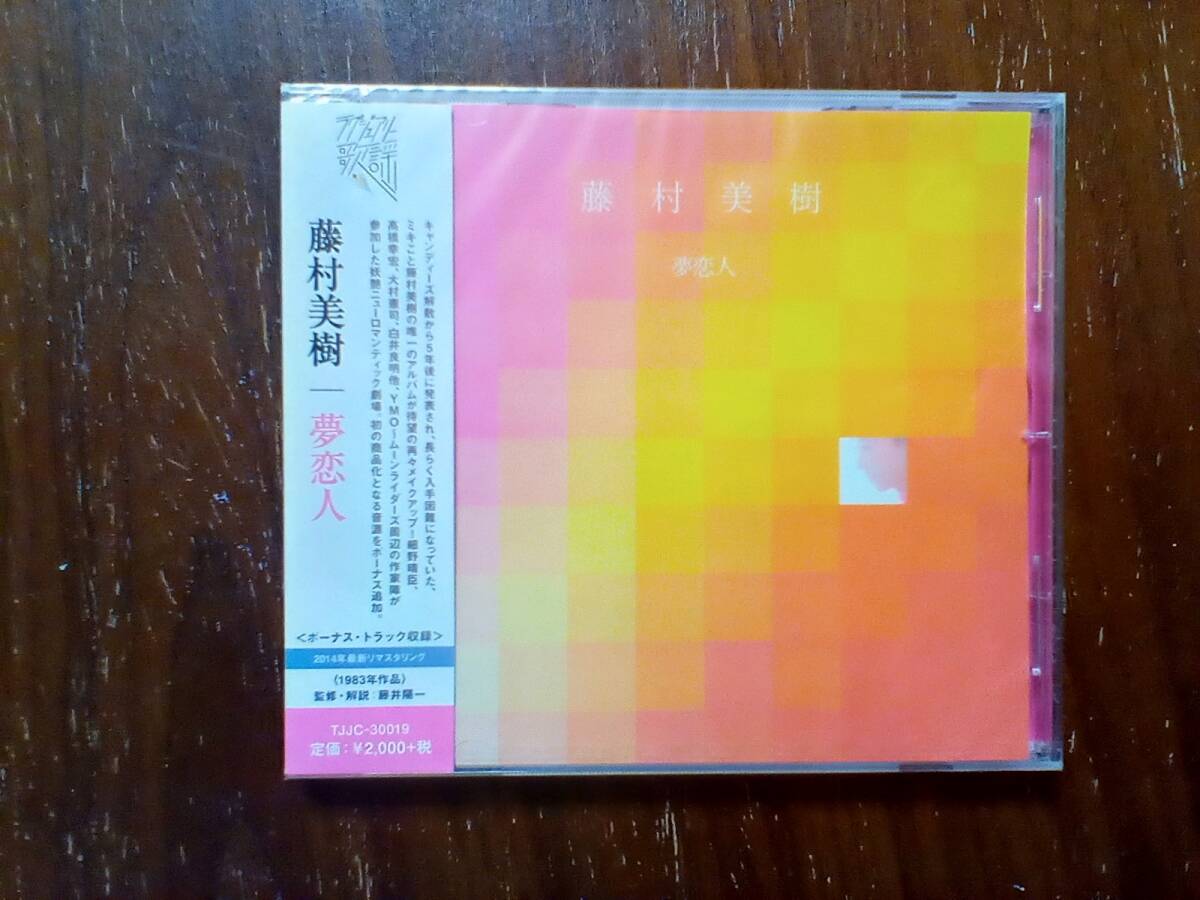 テクノ歌謡
藤村美樹 | 夢恋人
キャンディーズ解散から5年後に発表され、長らく入手困難になっていた、
ミキこと藤村美樹の唯一のアルバムが待望の再々メイクアップ!細野晴臣、
高橋幸宏、大村憲司、白井良明他、YMO~ムーンライダーズ周辺の作家陣が
参加した妖艶ニューロマンティック劇場。初の商品化となる音源をボーナス追加。
<ボーナス・トラック収録>
2014年最新リマスタリング
(1983年作品)
監修・解説:藤井陽一
TJJC-30019
定価:¥2,000+税
藤村美樹
夢恋人